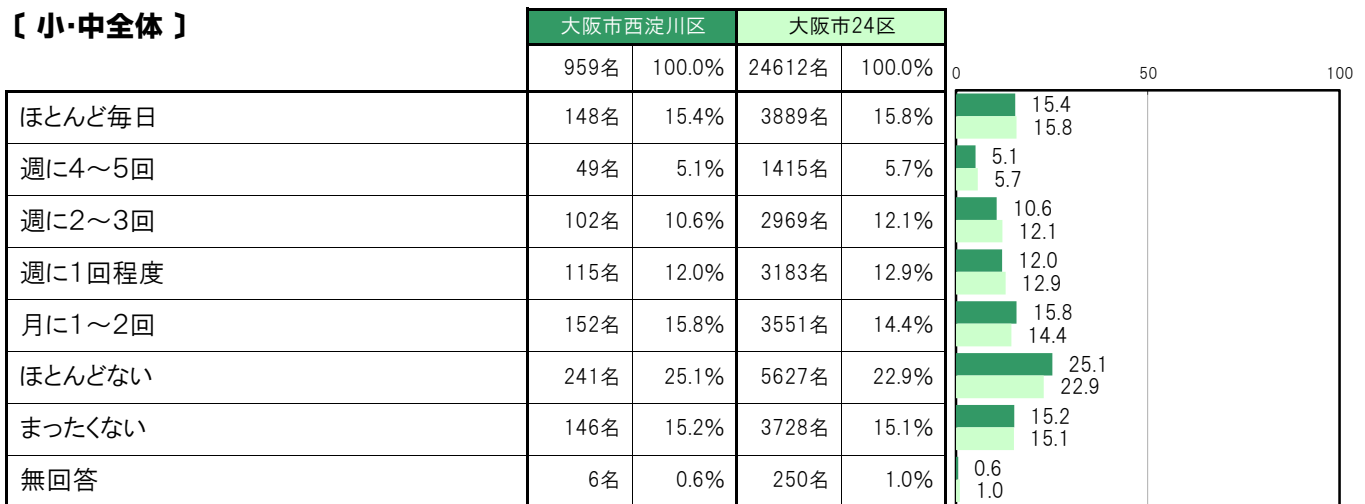 〔 小・中全体 〕
大阪市西淀川区 大阪市24区
959名 100.0% 24612名 100.0%
0 50 100
ほとんど毎日 148名 15.4% 3889名 15.8%
15.4
15.8
週に4～5回 49名 5.1% 1415名 5.7%
5.1
5.7
週に2～3回 102名 10.6% 2969名 12.1%
10.6
12.1
週に1回程度 115名 12.0% 3183名 12.9%
12.0
12.9
月に1～2回 152名 15.8% 3551名 14.4%
15.8
14.4
ほとんどない 241名 25.1% 5627名 22.9%
25.1
22.9
まったくない 146名 15.2% 3728名 15.1%
15.2
15.1
無回答 6名 0.6% 250名 1.0%
0.6
1.0